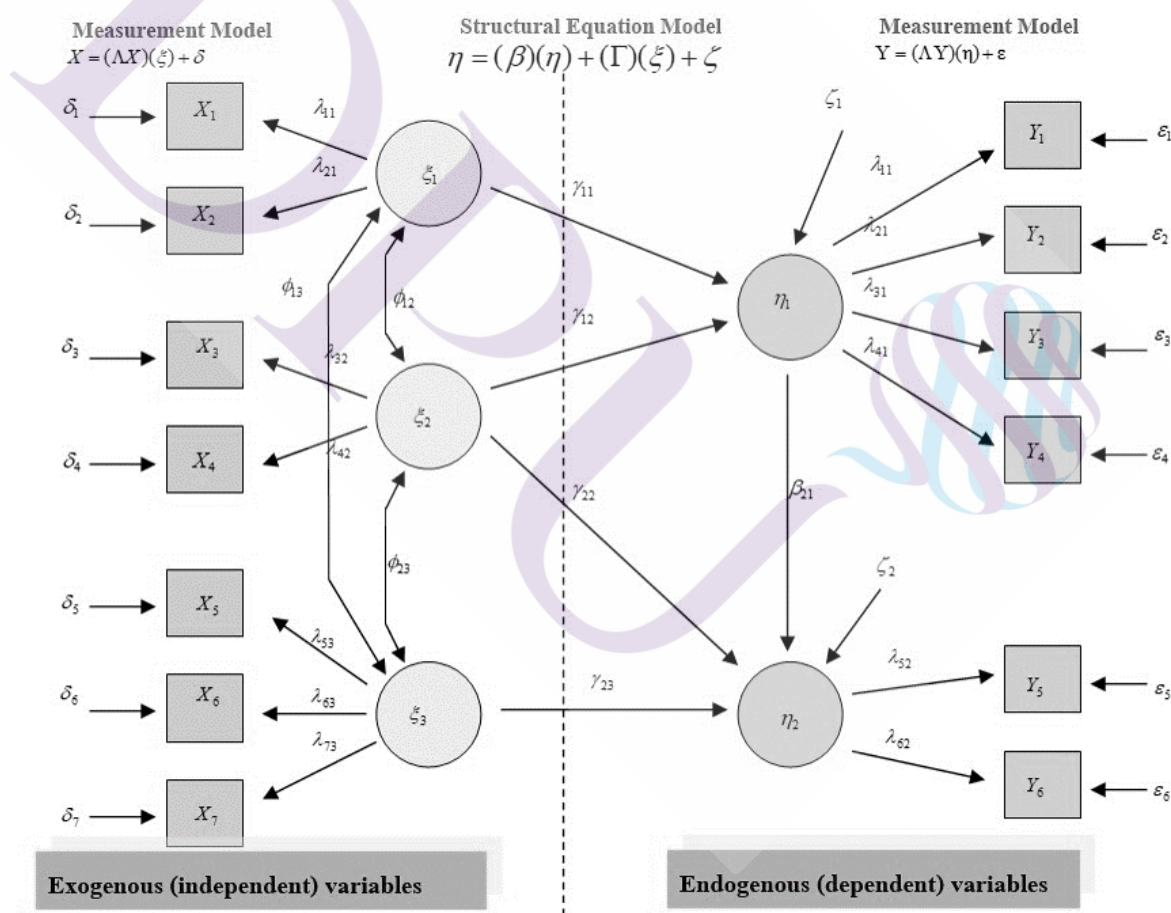 Measurement Model
X = (ΛX)(ξ) + δ
Structural Equation Model
η = (β)(η) + (Γ)(ξ) + ζ
Measurement Model
Y = (ΛY)(η) + ε
δ₁
X₁
λ₁₁
λ₂₁
ξ₁
δ₂
X₂
γ₁₁
ζ₁
λ₁₁
Y₁
ε₁
λ₂₁
Y₂
ε₂
ϕ₁₃
ϕ₁₂
η₁
λ₃₁
γ₁₂
δ₃
X₃
λ₃₂
λ₄₁
Y₃
ε₃
ξ₂
δ₄
X₄
λ₄₂
Y₄
ε₄
γ₂₂
β₂₁
ϕ₂₃
ζ₂
δ₅
X₅
λ₅₃
λ₅₂
Y₅
ε₅
δ₆
X₆
λ₆₃
ξ₃
γ₂₃
η₂
λ₇₃
λ₆₂
Y₆
ε₆
δ₇
X₇
Exogenous (independent) variables
Endogenous (dependent) variables
DPU